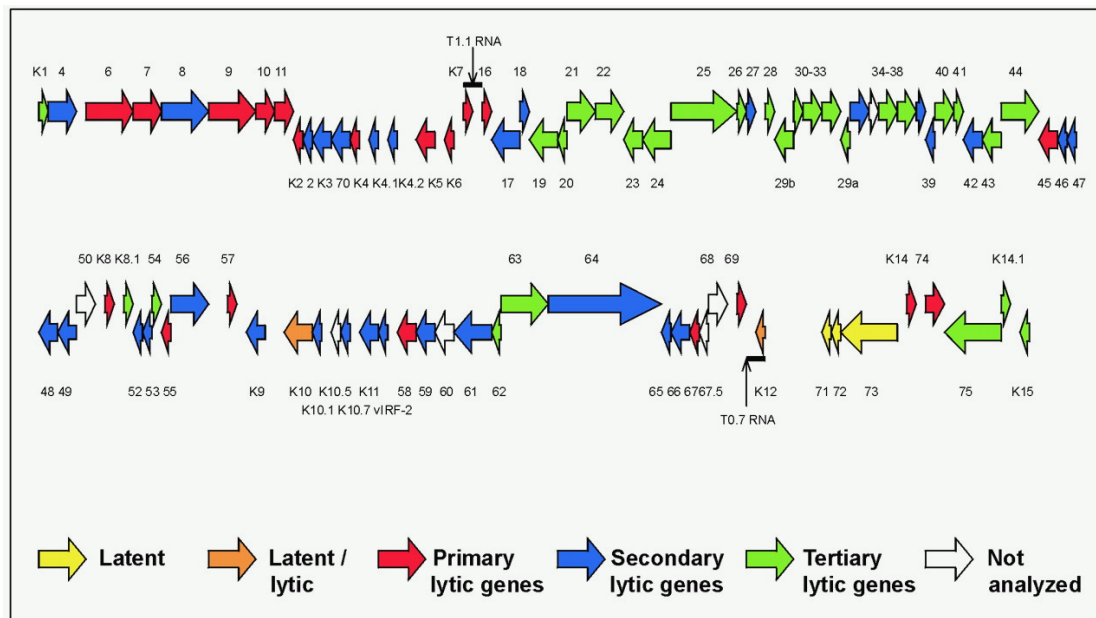 T1.1 RNA
K1 4 6 7 8 9 10 11 K7 16 18 21 22 25 26 27 28 30-33 34-38 40 41 44
K2 2 K3 70 K4 K4.1 K4.2 K5 K6 17 19 20 23 24 29b 29a 39 42 43 45 46 47
50 K8 K8.1 54 56 57 63 64 68 69 K14 74 K14.1
48 49 52 53 55 K9 K10 K10.5 K11 58 59 60 61 62 65 66 67 67.5 K12 71 72 73 75 K15
K10.1 K10.7 vIRF-2
T0.7 RNA
Latent
Latent /
lytic
Primary
lytic genes
Secondary
lytic genes
Tertiary
lytic genes
Not
analyzed